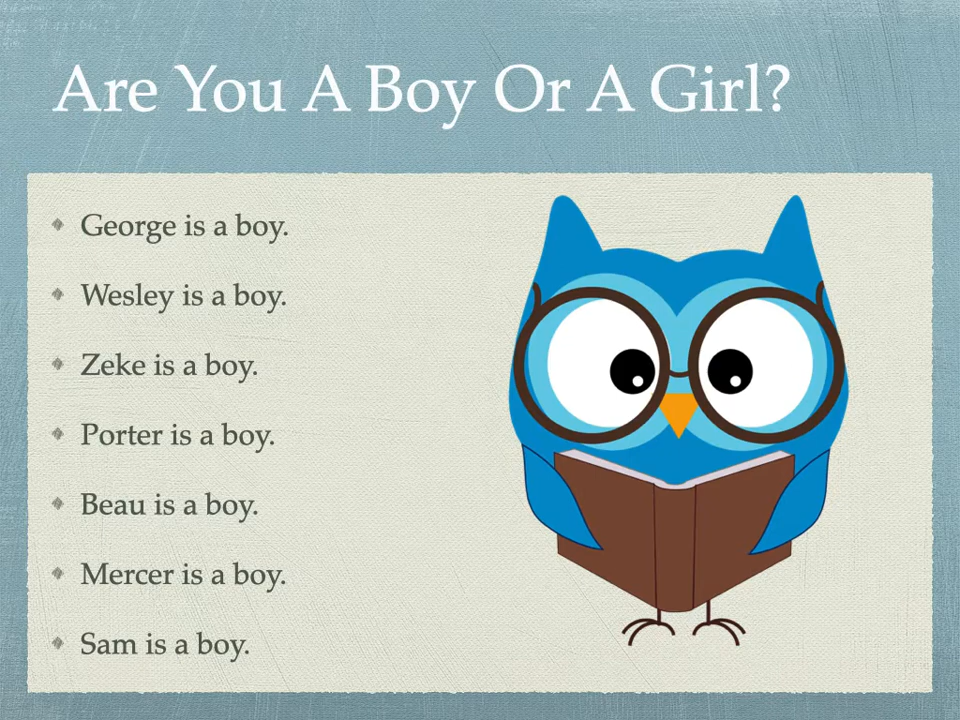 Are You A Boy Or A Girl?
George is a boy.
Wesley is a boy.
Zeke is a boy.
Porter is a boy.
Beau is a boy.
Mercer is a boy.
Sam is a boy.